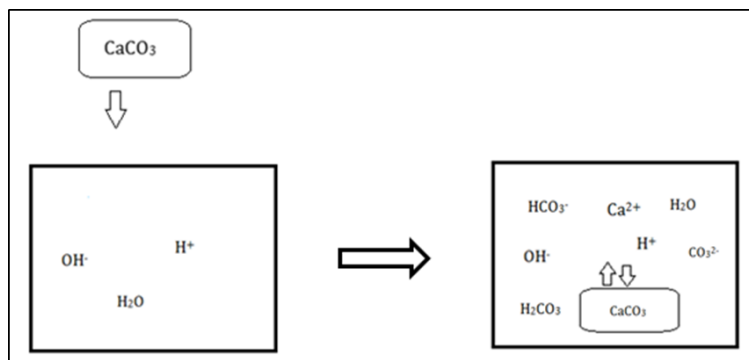 CaCO₃
OH⁻
H⁺
H₂O
HCO₃⁻
Ca²⁺
H₂O
OH⁻
H⁺
CO₃²⁻
H₂CO₃
CaCO₃